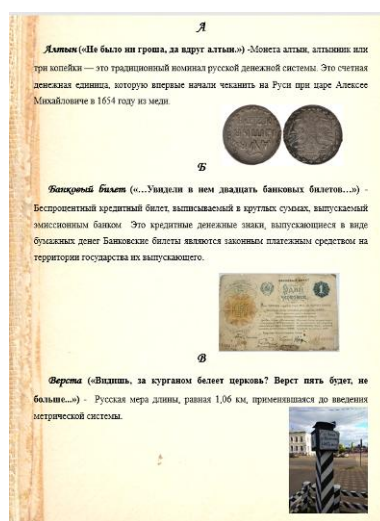 А
Алтын («Не было ни гроша, да вдруг алтын.») -Монета алтын, алтынник или
три копейки — это традиционный номинал русской денежной системы. Это счетная
денежная единица, которую впервые начали чеканить на Руси при царе Алексее
Михайловиче в 1654 году из меди.
Б
Банковый билет («…Увидели в нем двадцать банковых билетов…») -
Беспроцентный кредитный билет, выписываемый в круглых суммах, выпускаемый
эмиссионным банком Это кредитные денежные знаки, выпускающиеся в виде
бумажных денег Банковские билеты являются законным платежным средством на
территории государства их выпускающего.
1
В
Верста («Видишь, за курганом белеет церковь? Верст пять будет, не
больше...») - Русская мера длины, равная 1,06 км, применявшаяся до введения
метрической системы.